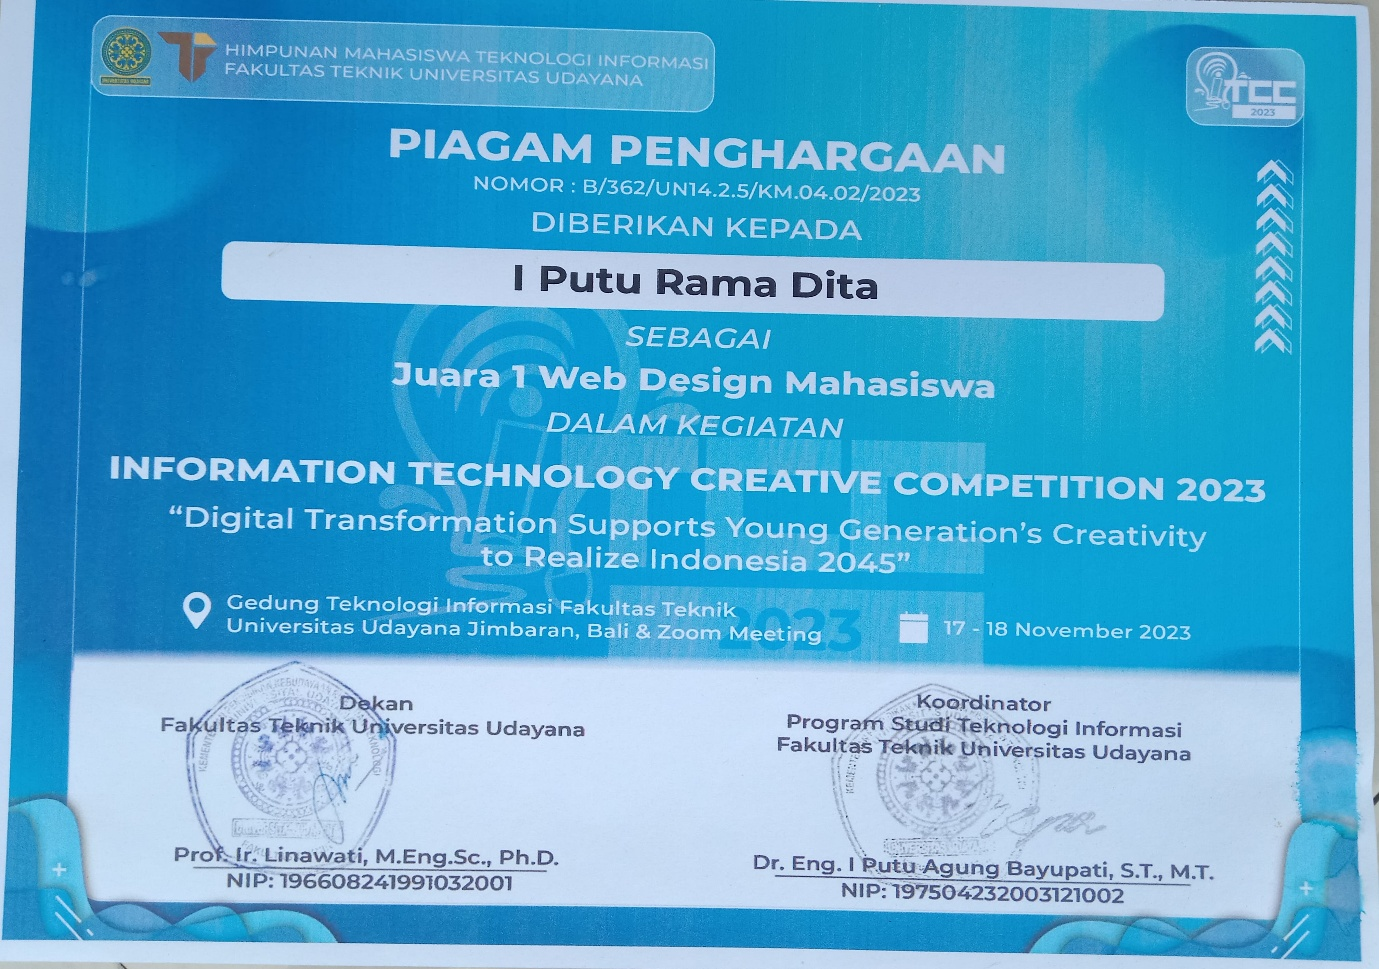 HIMPUNAN MAHASISWA TEKNOLOGI INFORMASI
FAKULTAS TEKNIK UNIVERSITAS UDAYANA
ITCC
2023
PIAGAM PENGHARGAAN
NOMOR : B/362/UN14.2.5/KM.04.02/2023
DIBERIKAN KEPADA
I Putu Rama Dita
SEBAGAI
Juara 1 Web Design Mahasiswa
DALAM KEGIATAN
INFORMATION TECHNOLOGY CREATIVE COMPETITION 2023
“Digital Transformation Supports Young Generation’s Creativity
to Realize Indonesia 2045”
Gedung Teknologi Informasi Fakultas Teknik
Universitas Udayana Jimbaran, Bali & Zoom Meeting
17 - 18 November 2023
2023
Dekan
Fakultas Teknik Universitas Udayana
Prof. Ir. Linawati, M.Eng.Sc., Ph.D.
NIP: 196608241991032001
Koordinator
Program Studi Teknologi Informasi
Fakultas Teknik Universitas Udayana
Dr. Eng. I Putu Agung Bayupati, S.T., M.T.
NIP: 197504232003121002